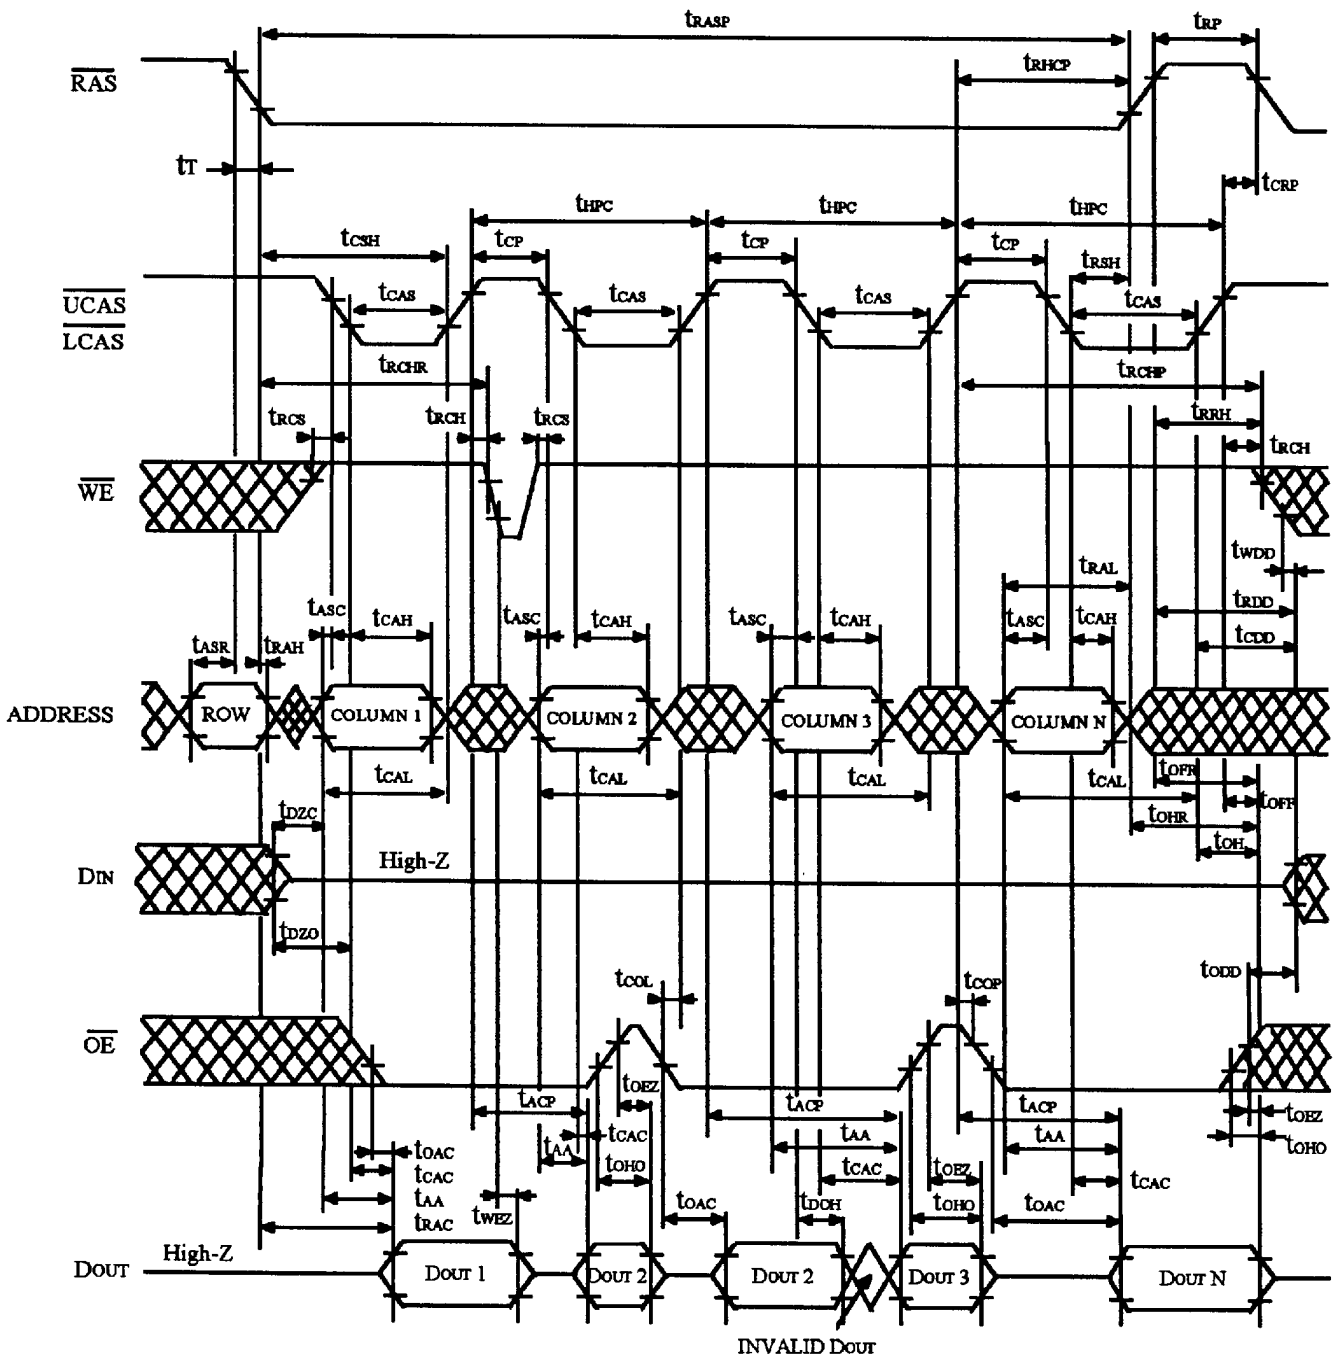 tRASP
tRP
RAS
tRHCP
tT
tCRP
tHPC
tHPC
tHPC
tCSH
tCP
tCP
tCP
tRSH
UCAS
LCAS
tCAS
tCAS
tCAS
tCAS
tRCHR
tRCHP
tRCS
tRCH
tRCS
tRRH
tRCH
WE
tWDD
tRAL
tASC
tCAH
tASC
tCAH
tASC
tCAH
tASC
tCAH
tRDD
tCDD
tASR
tRAH
ADDRESS
ROW
COLUMN 1
COLUMN 2
COLUMN 3
COLUMN N
tCAL
tCAL
tCAL
tCAL
tOFR
tOFF
tDZC
tOHR
tOH
DIN
High-Z
tDZO
tODD
tCOL
tCOP
OE
tOEZ
tACP
tACP
tACP
tOEZ
tOAC
tCAC
tAA
tCAC
tAA
tAA
tOHO
tOHO
tCAC
tOEZ
tCAC
tAA
tRAC
tWEZ
tOAC
tDOH
tOHO
tOAC
DOUT
High-Z
DOUT 1
DOUT 2
DOUT 2
DOUT 3
DOUT N
INVALID DOUT